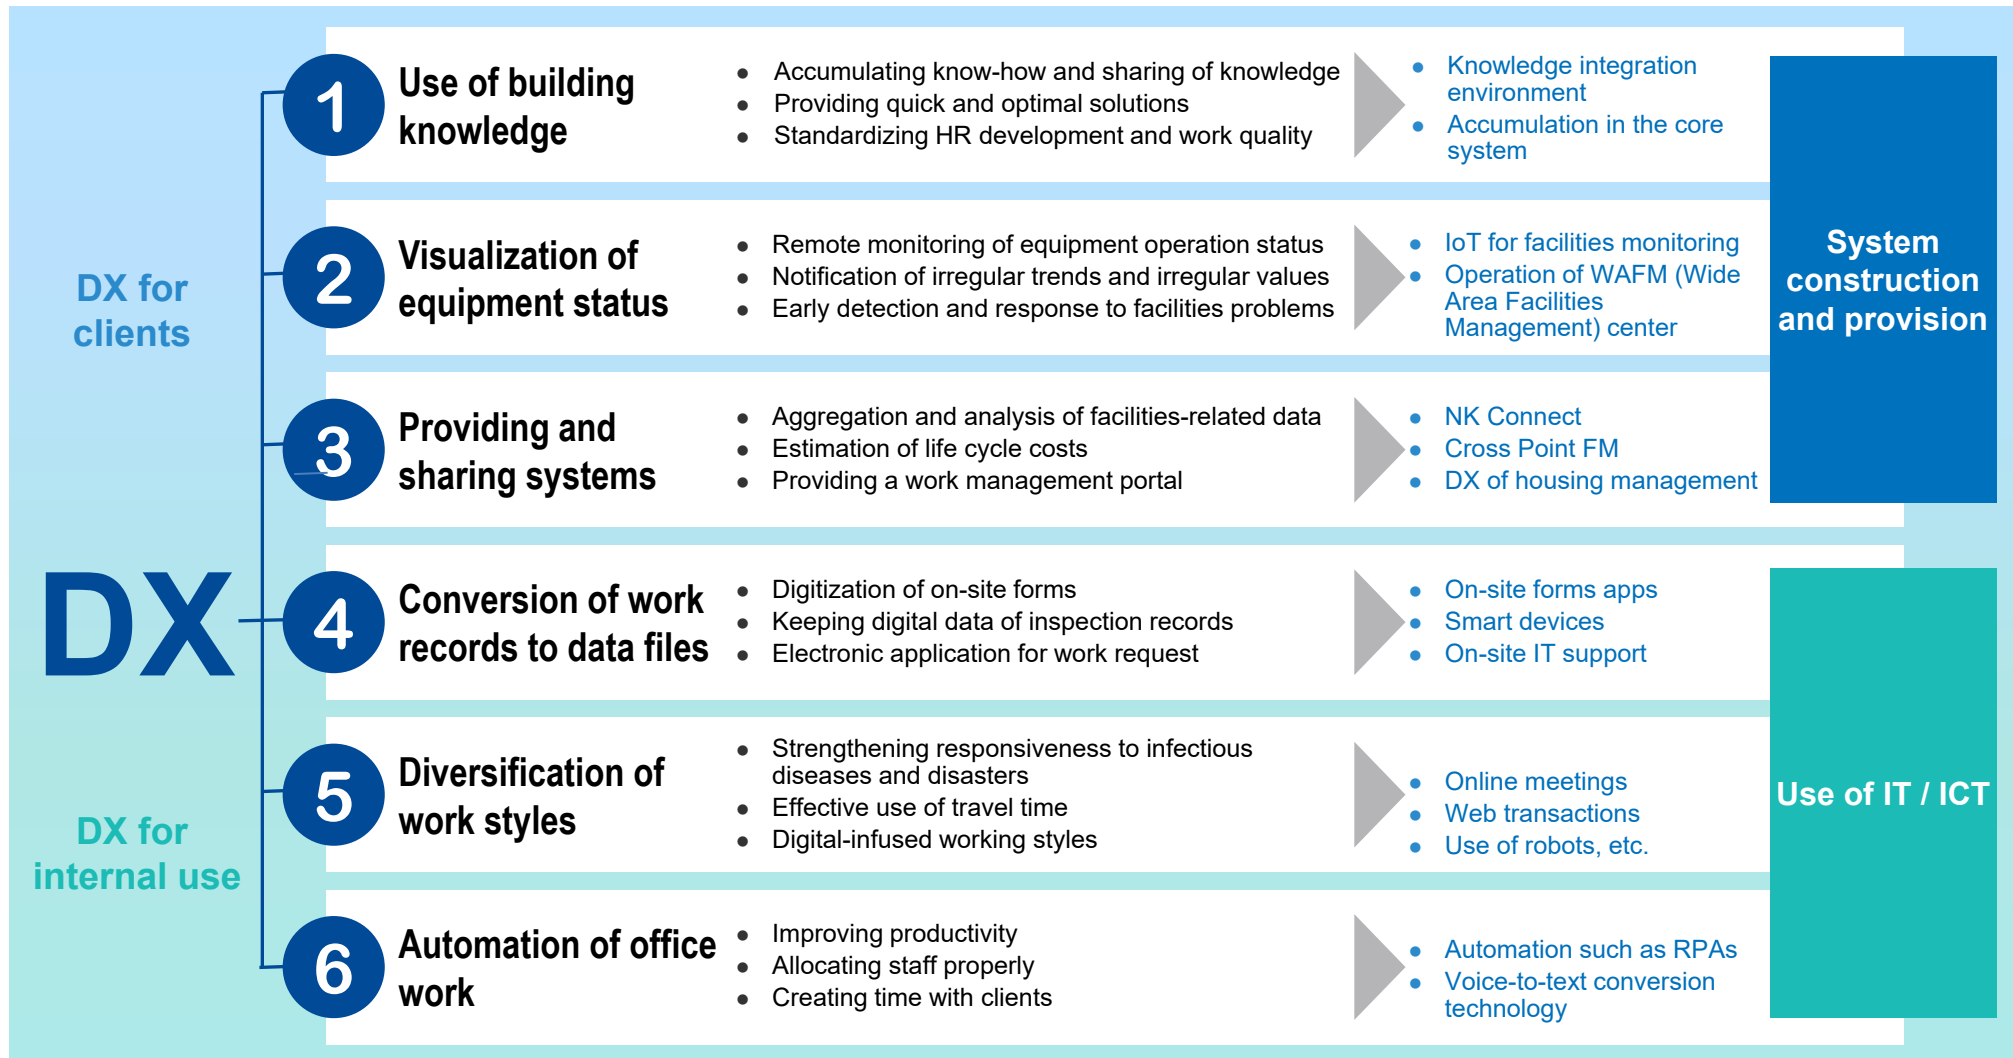 DX for
clients
DX
DX for
internal use
1
Use of building
knowledge
● Accumulating know-how and sharing of knowledge
● Providing quick and optimal solutions
● Standardizing HR development and work quality
● Knowledge integration
environment
● Accumulation in the core
system
2
Visualization of
equipment status
● Remote monitoring of equipment operation status
● Notification of irregular trends and irregular values
● Early detection and response to facilities problems
● IoT for facilities monitoring
● Operation of WAFM (Wide
Area Facilities
Management) center
3
Providing and
sharing systems
● Aggregation and analysis of facilities-related data
● Estimation of life cycle costs
● Providing a work management portal
● NK Connect
● Cross Point FM
● DX of housing management
System
construction
and provision
4
Conversion of work
records to data files
● Digitization of on-site forms
● Keeping digital data of inspection records
● Electronic application for work request
● On-site forms apps
● Smart devices
● On-site IT support
5
Diversification of
work styles
● Strengthening responsiveness to infectious
diseases and disasters
● Effective use of travel time
● Digital-infused working styles
● Online meetings
● Web transactions
● Use of robots, etc.
6
Automation of office
work
● Improving productivity
● Allocating staff properly
● Creating time with clients
● Automation such as RPAs
● Voice-to-text conversion
technology
Use of IT / ICT